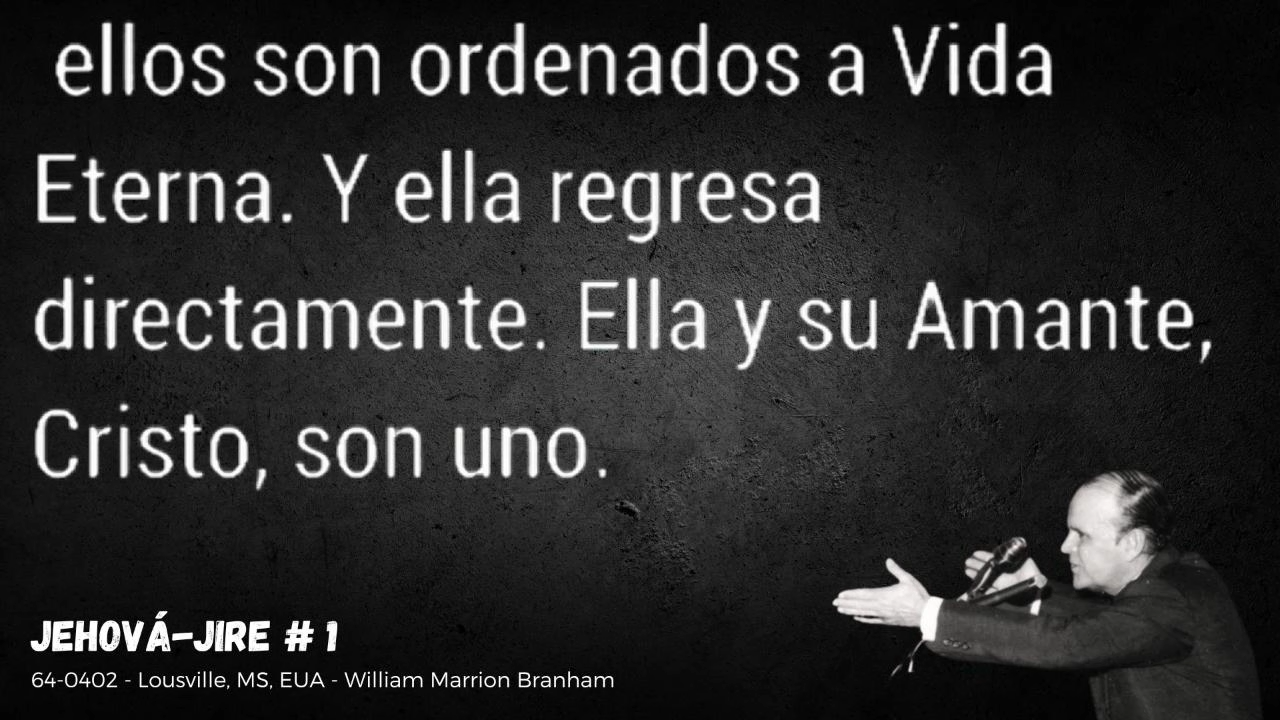 ellos son ordenados a Vida
Eterna. Y ella regresa
directamente. Ella y su Amante,
Cristo, son uno.
JEHOVÁ-JIRE # 1
64-0402 - Lousville, MS, EUA - William Marrion Branham